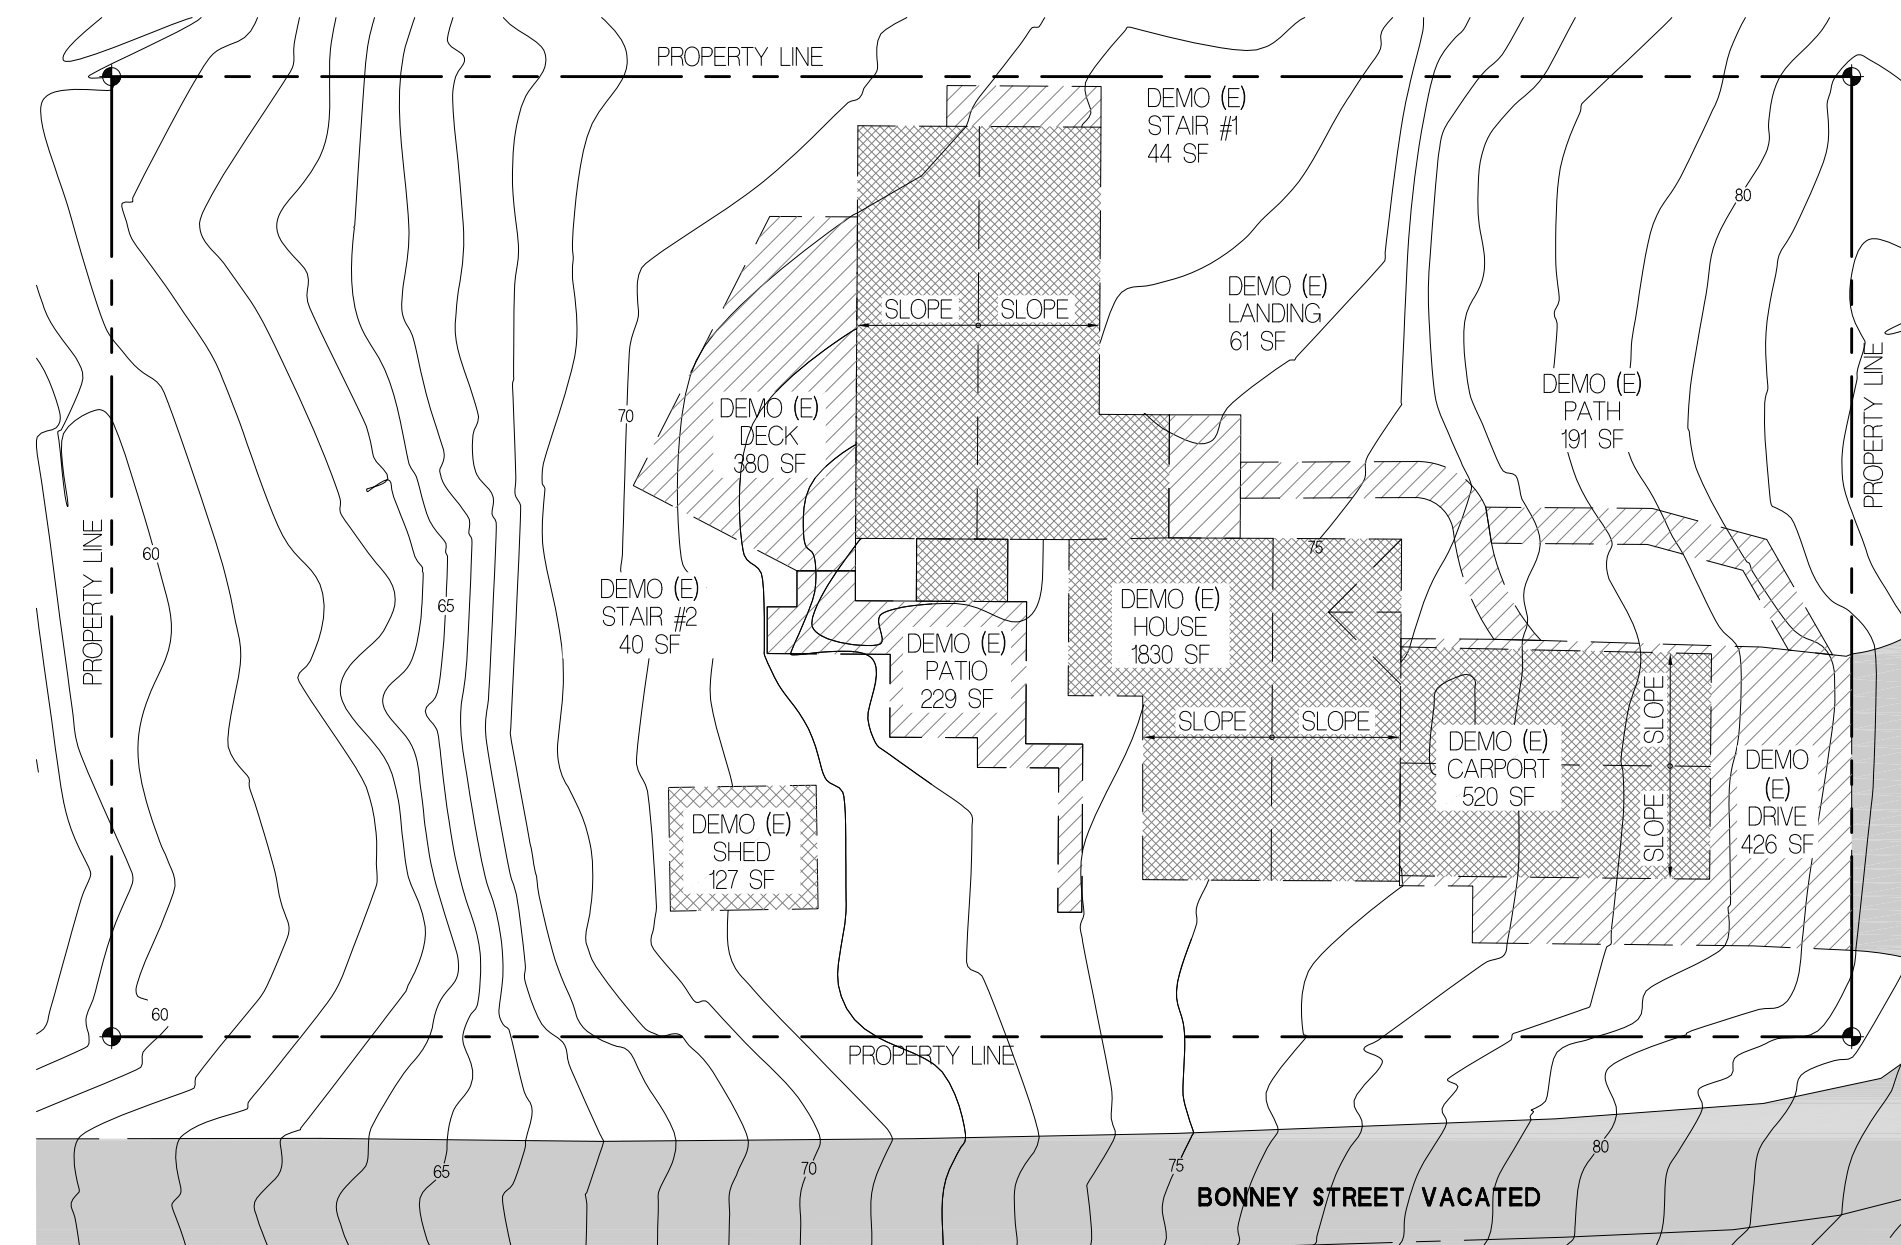 PROPERTY LINE
DEMO (E)
STAIR #1
44 SF
80
SLOPE
SLOPE
DEMO (E)
LANDING
61 SF
PROPERTY LINE
DEMO (E)
PATH
191 SF
70
DEMO (E)
DECK
380 SF
PROPERTY LINE
60
75
65
DEMO (E)
STAIR #2
40 SF
DEMO (E)
HOUSE
1830 SF
DEMO (E)
PATIO
229 SF
SLOPE
SLOPE
SLOPE
SLOPE
DEMO (E)
CARPORT
520 SF
DEMO
(E)
DRIVE
426 SF
DEMO (E)
SHED
127 SF
60
PROPERTY LINE
65
70
75
80
BONNEY STREET VACATED